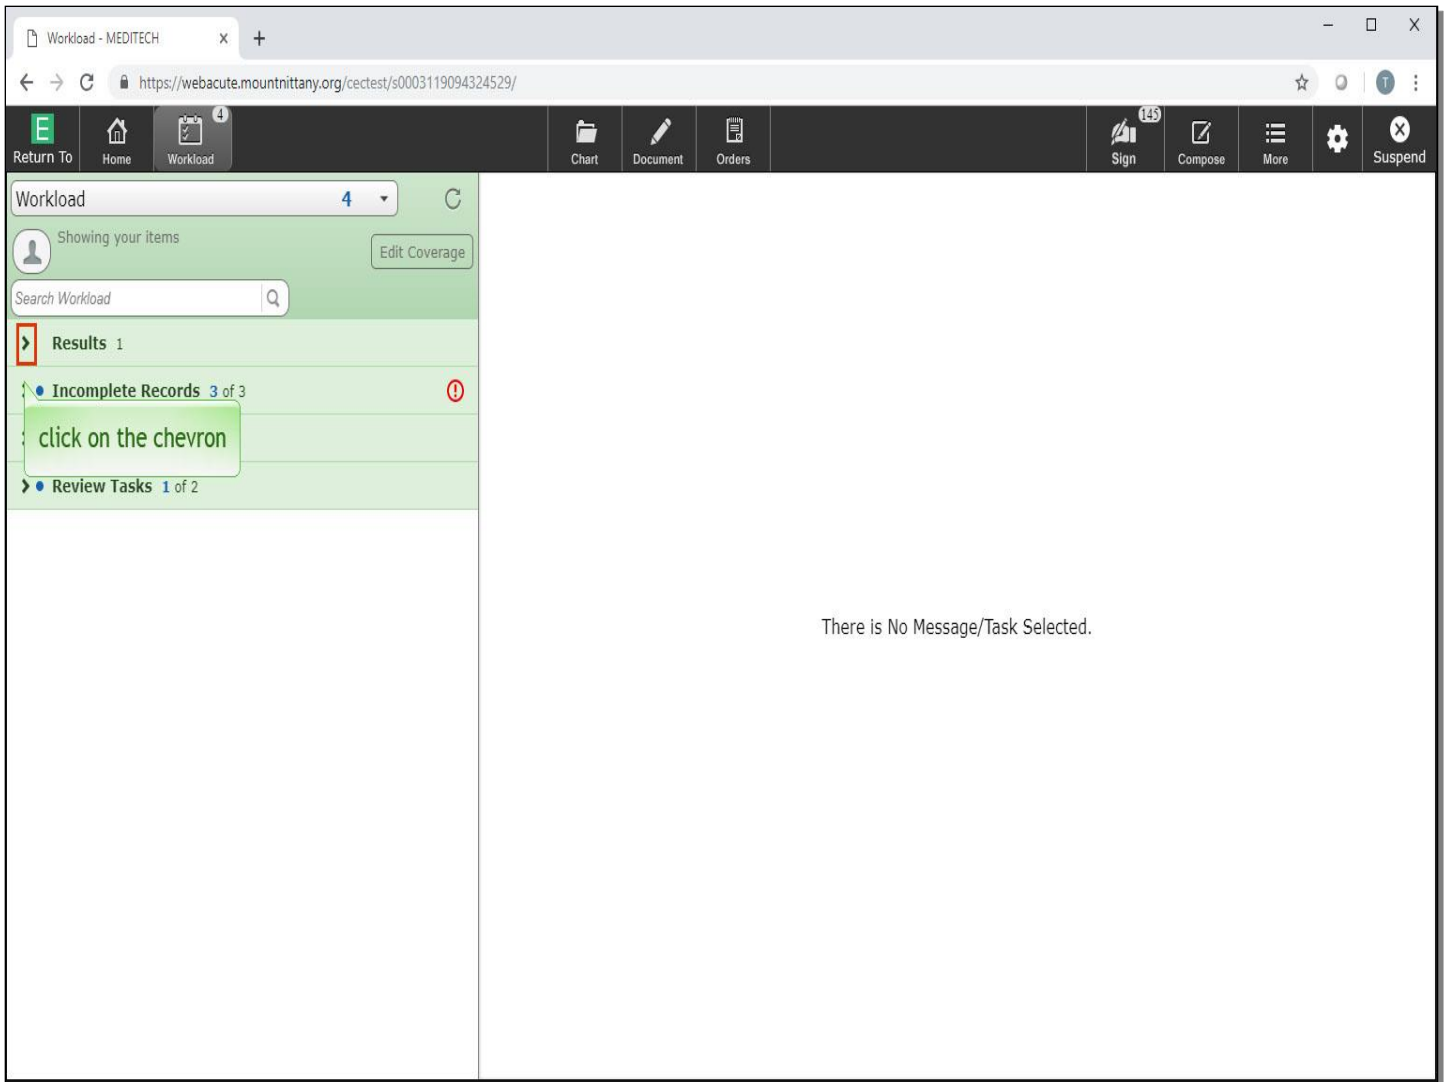 Workload - MEDITECH
https://webacute.mountnittany.org/cectest/s0003119094324529/
T
E
4
145
Return To
Home
Workload
Chart
Document
Orders
Sign
Compose
More
Suspend
Workload 4
Showing your items
Edit Coverage
Search Workload
Results 1
Incomplete Records 3 of 3
click on the chevron
Review Tasks 1 of 2
There is No Message/Task Selected.